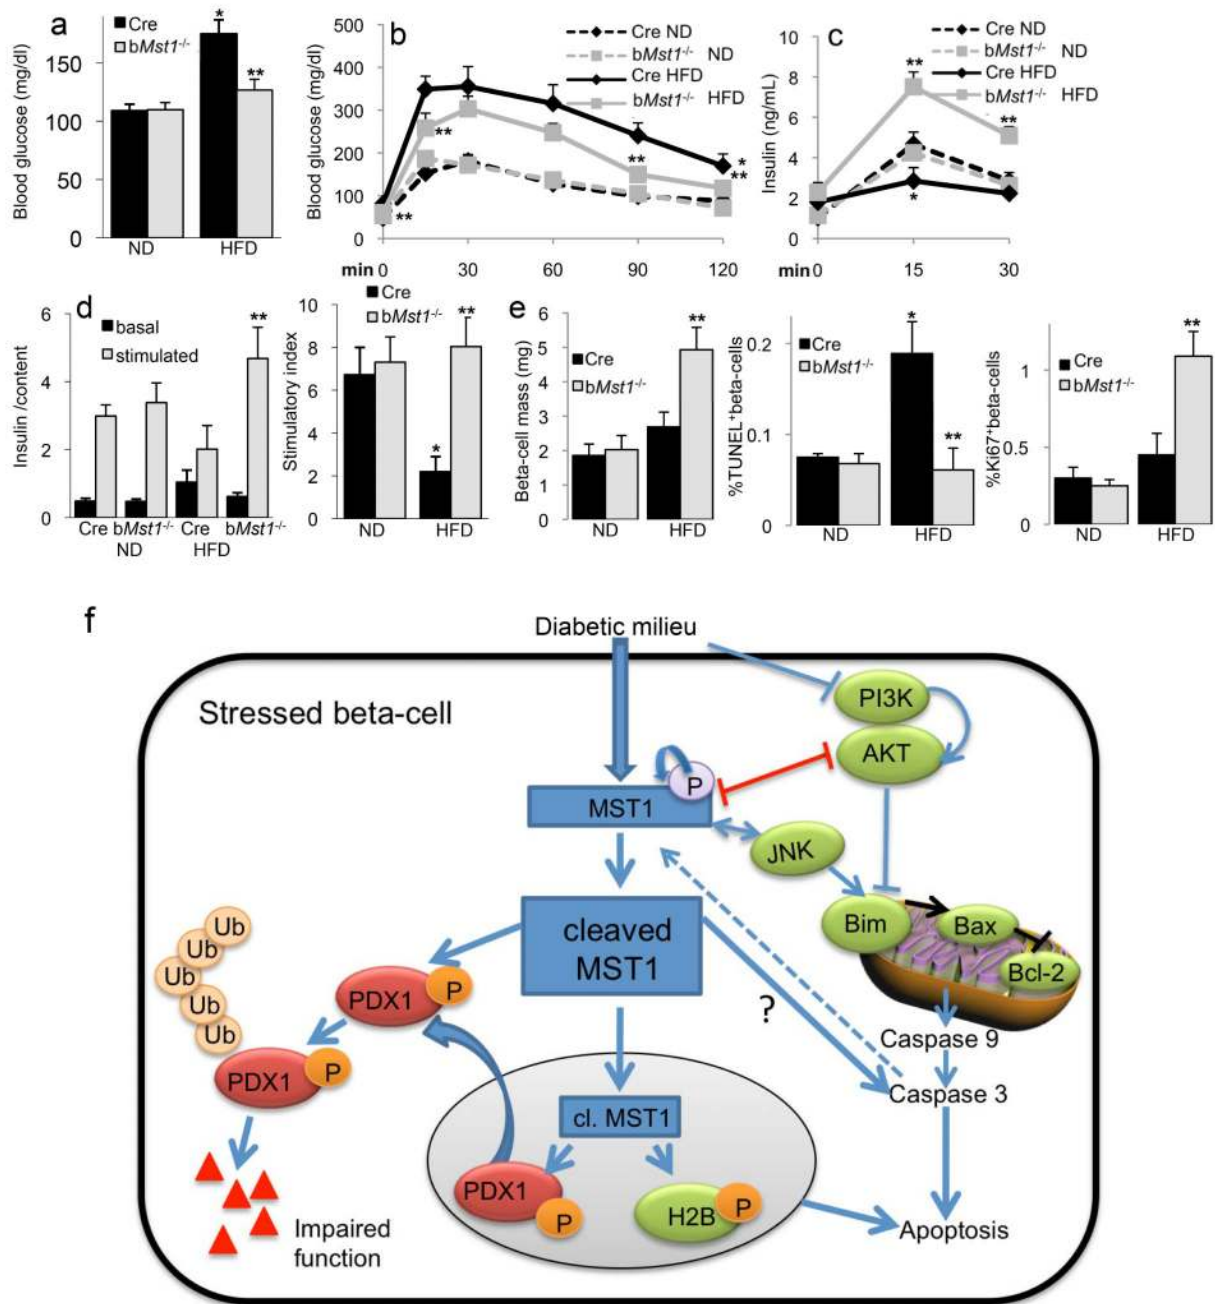 a
Cre
bMst1-/-
Blood glucose (mg/dl)
150
100
50
0
ND
HFD
*
**
b
Cre ND
bMst1-/- ND
Cre HFD
bMst1-/- HFD
Blood glucose (mg/dl)
500
400
300
200
100
0
**
**
**
*
**
min 0 30 60 90 120
c
Cre ND
bMst1-/- ND
Cre HFD
bMst1-/- HFD
Insulin (ng/mL)
10
8
6
4
2
0
**
**
*
min 0 15 30
d
basal
stimulated
Insulin /content
6
4
2
0
**
Cre bMst1-/- Cre bMst1-/-
ND HFD
Cre
bMst1-/-
Stimulatory index
10
8
6
4
2
0
*
**
ND HFD
e
Cre
bMst1-/-
Beta-cell mass (mg)
6
5
4
3
2
1
0
**
ND HFD
Cre
bMst1-/-
%TUNEL+beta-cells
0.2
0.1
0
*
**
ND HFD
Cre
bMst1-/-
%Ki67+beta-cells
1
0.5
0
**
ND HFD
f
Diabetic milieu
Stressed beta-cell
PI3K
AKT
P
MST1
JNK
cleaved
MST1
Bim
Bax
Bcl-2
Ub
Ub
Ub
Ub
Ub
PDX1
P
?
Caspase 9
PDX1
P
Caspase 3
cl. MST1
PDX1
P
H2B
P
Impaired
function
Apoptosis